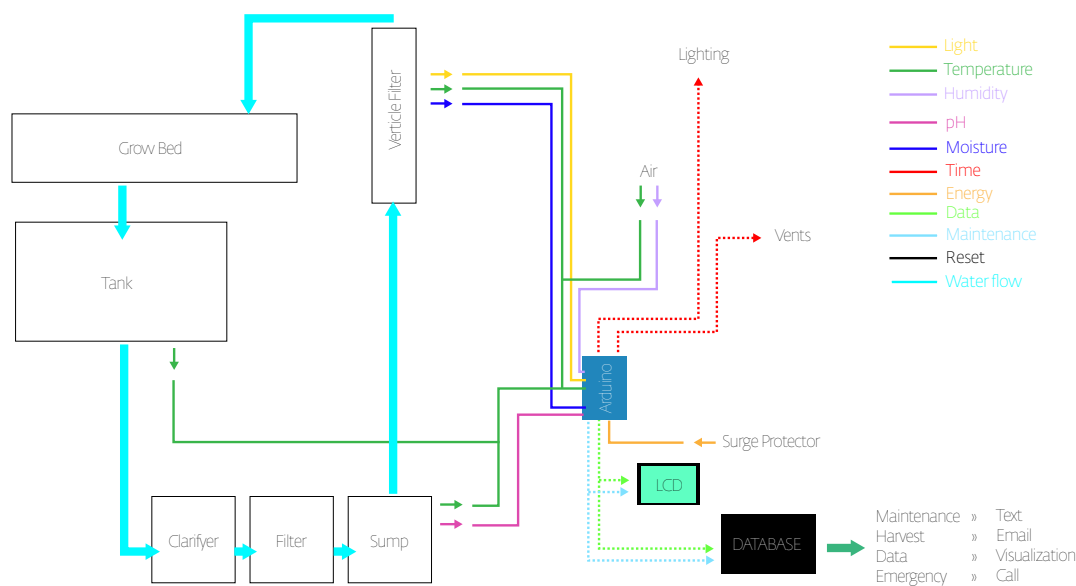 Lighting
Light
Temperature
Humidity
pH
Moisture
Time
Energy
Data
Maintenance
Reset
Water flow
Verticle Filter
Grow Bed
Air
Vents
Tank
Arduino
Surge Protector
LCD
Clarifyer
Filter
Sump
DATABASE
Maintenance » Text
Harvest » Email
Data » Visualization
Emergency » Call